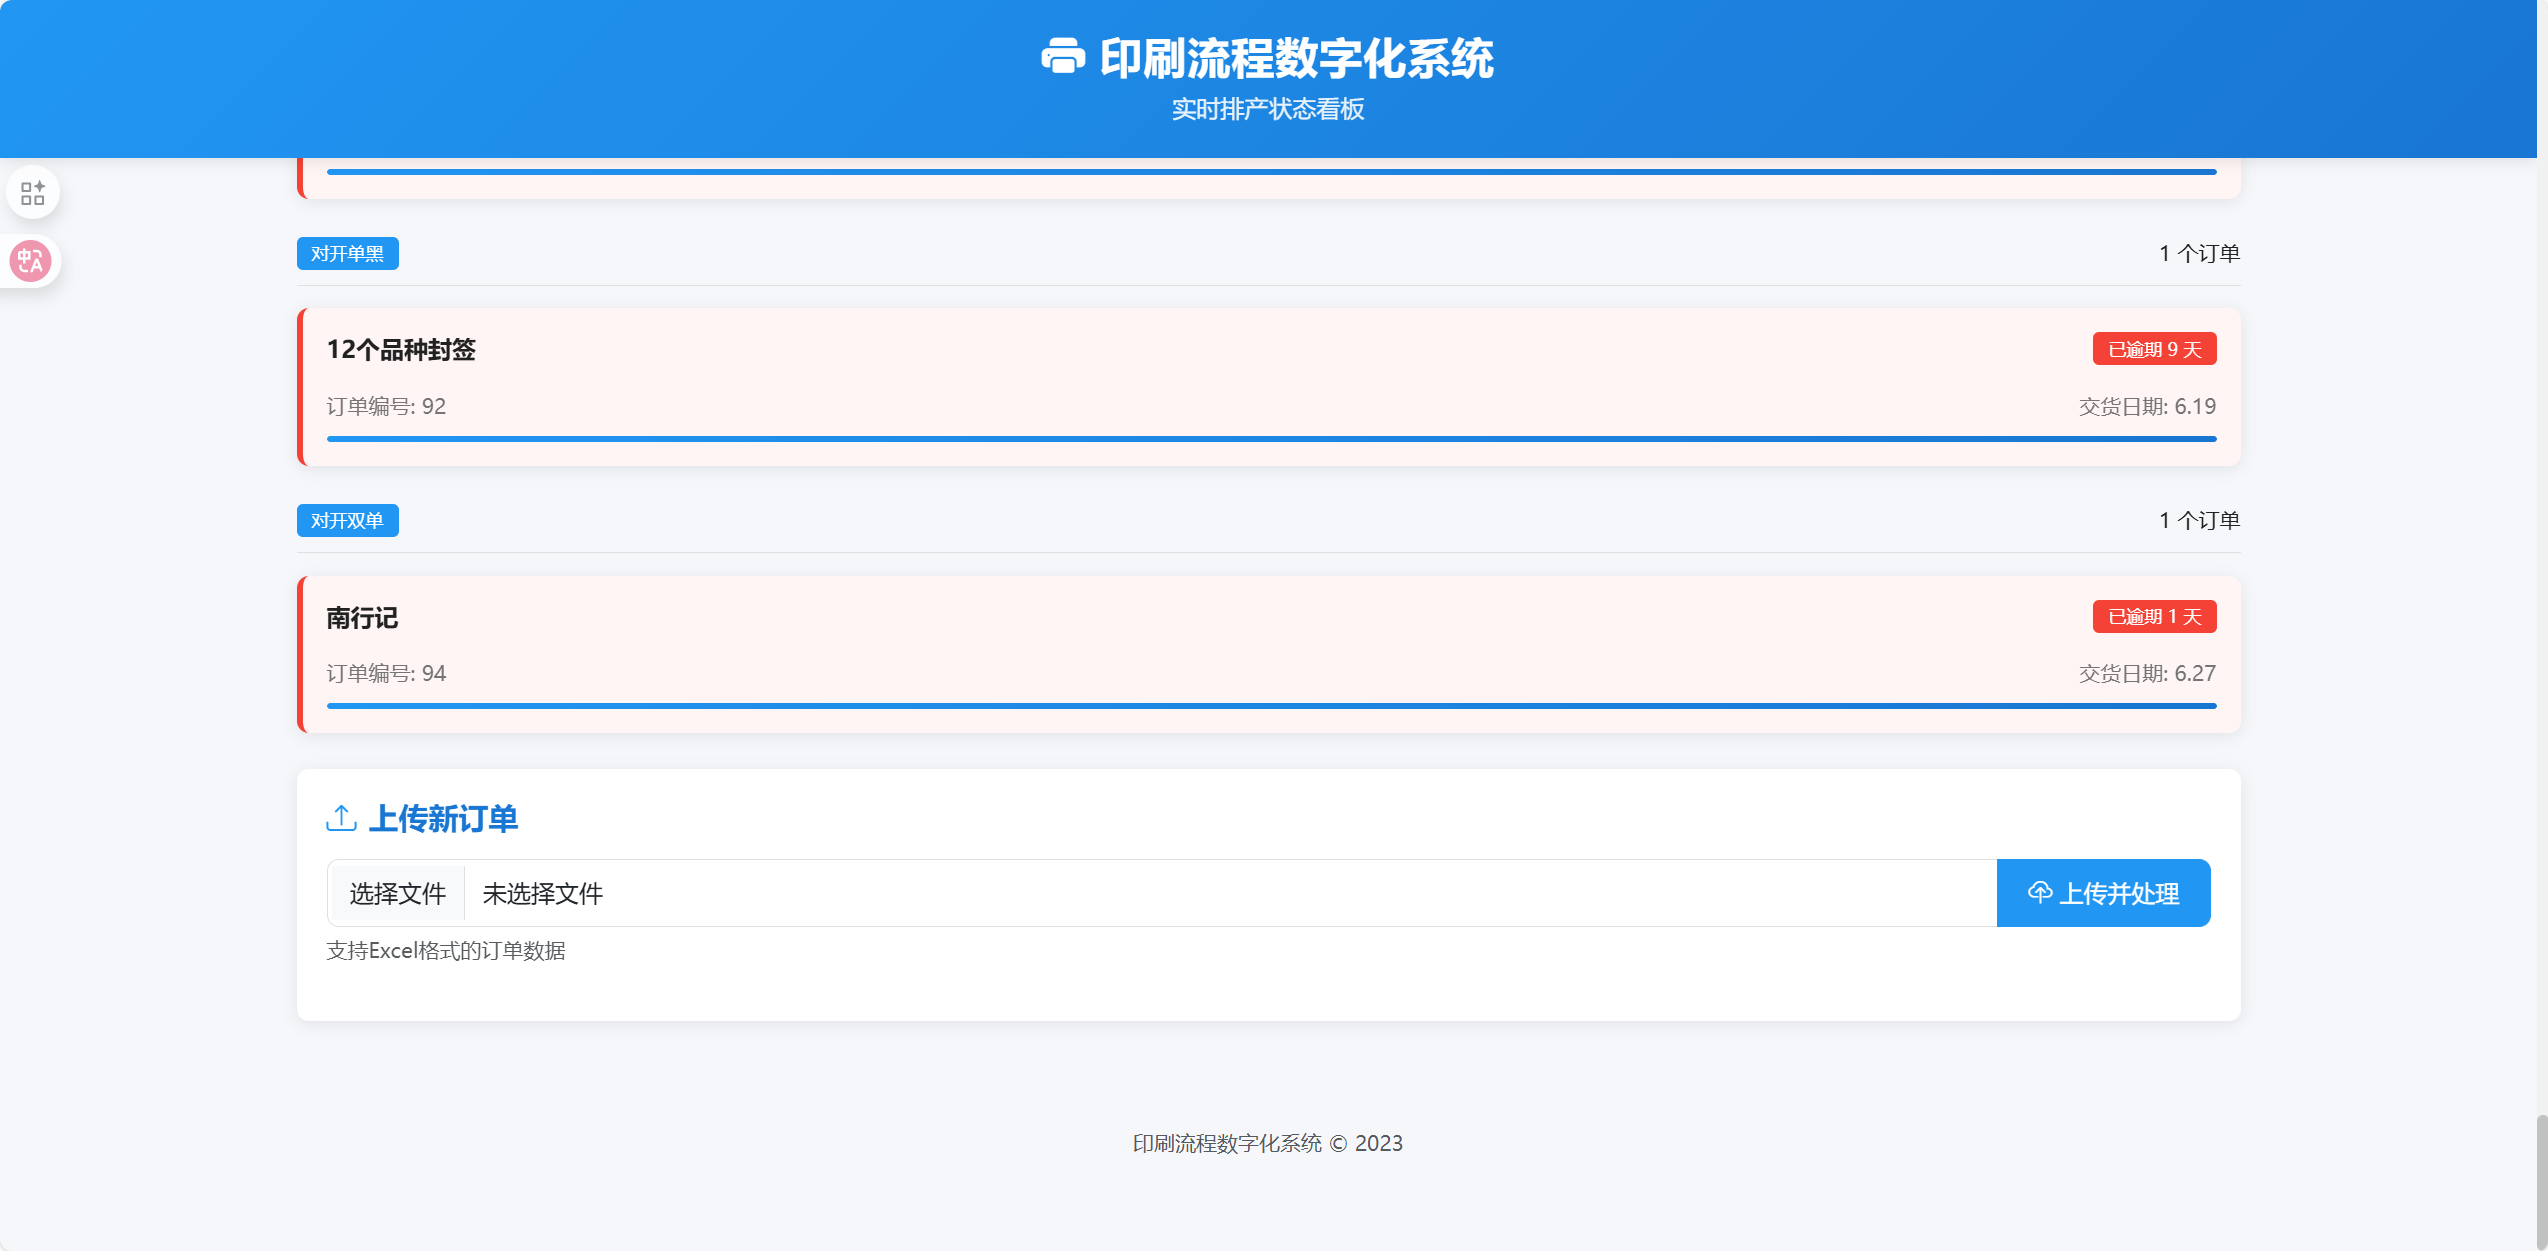 印刷流程数字化系统
实时排产状态看板
对开单黑
1 个订单
12个品种封签
已逾期 9 天
订单编号: 92
交货日期: 6.19
对开双单
1 个订单
南行记
已逾期 1 天
订单编号: 94
交货日期: 6.27
上传新订单
选择文件 未选择文件
上传并处理
支持Excel格式的订单数据
印刷流程数字化系统 © 2023
中A